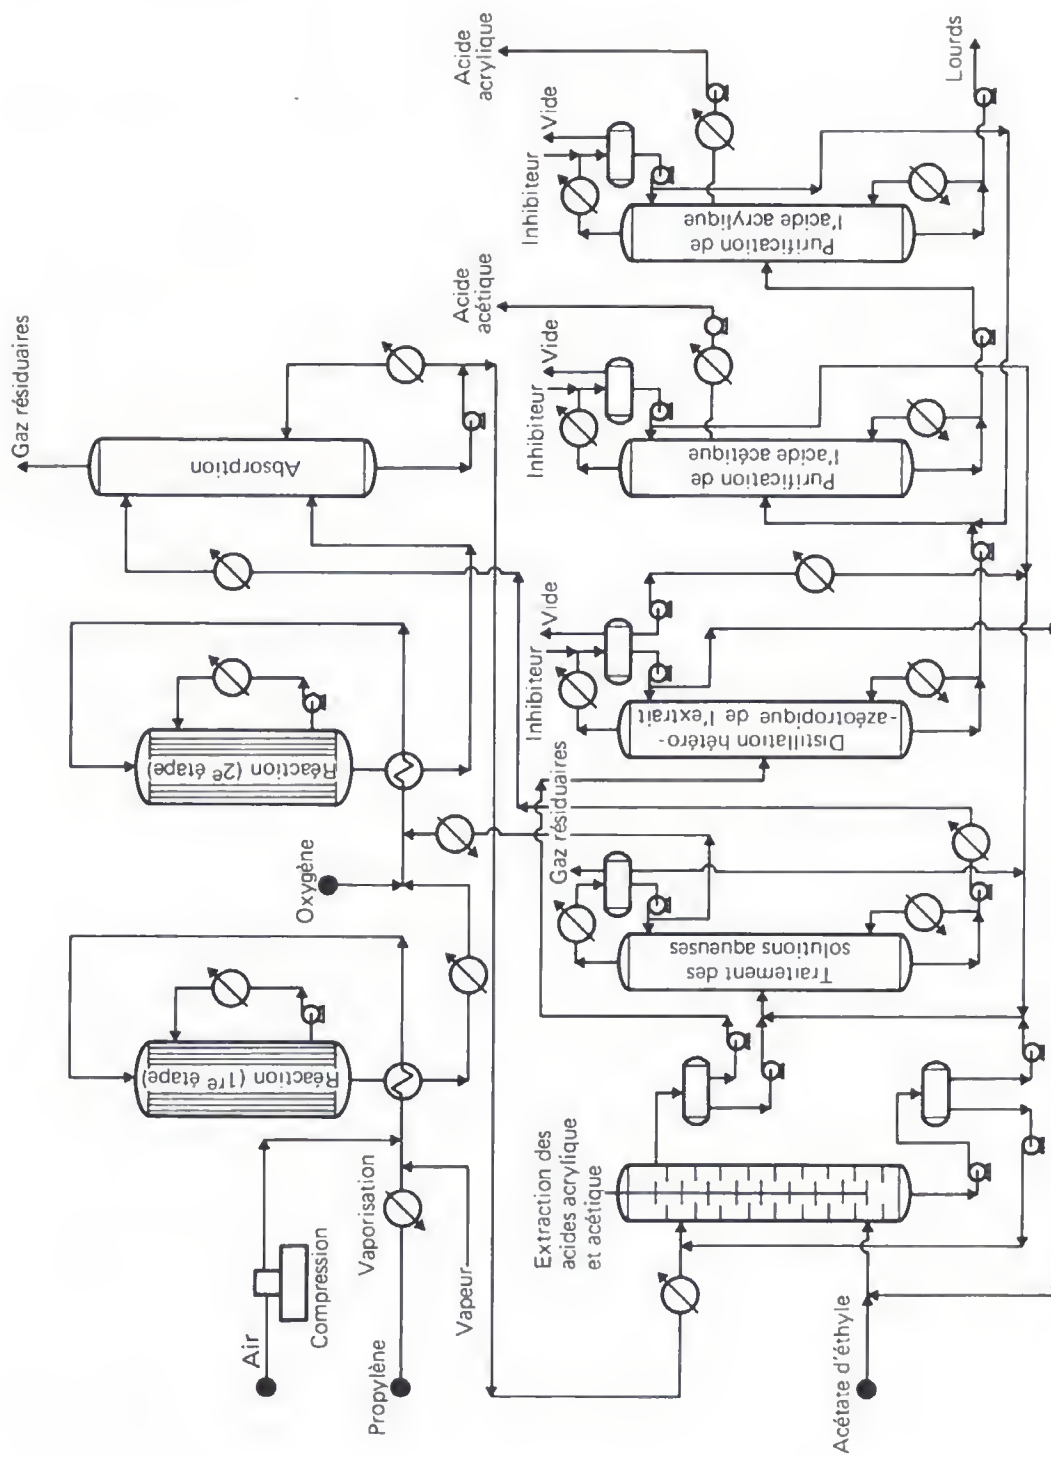 Air
Compression
Propylène
Vaporisation
Vapeur
Réaction (1re étape)
Oxygène
Réaction (2e étape)
Absorption
Gaz résiduaires
Acétate d'éthyle
Extraction des
acides acrylique
et acétique
Traitement des
solutions aqueuses
Gaz résiduaires
Distillation hétéro-
-azéotropique de l'extrait
Inhibiteur
Vide
Purification de
l'acide acétique
Inhibiteur
Vide
Acide
acétique
Purification de
l'acide acrylique
Inhibiteur
Vide
Acide
acrylique
Lourds